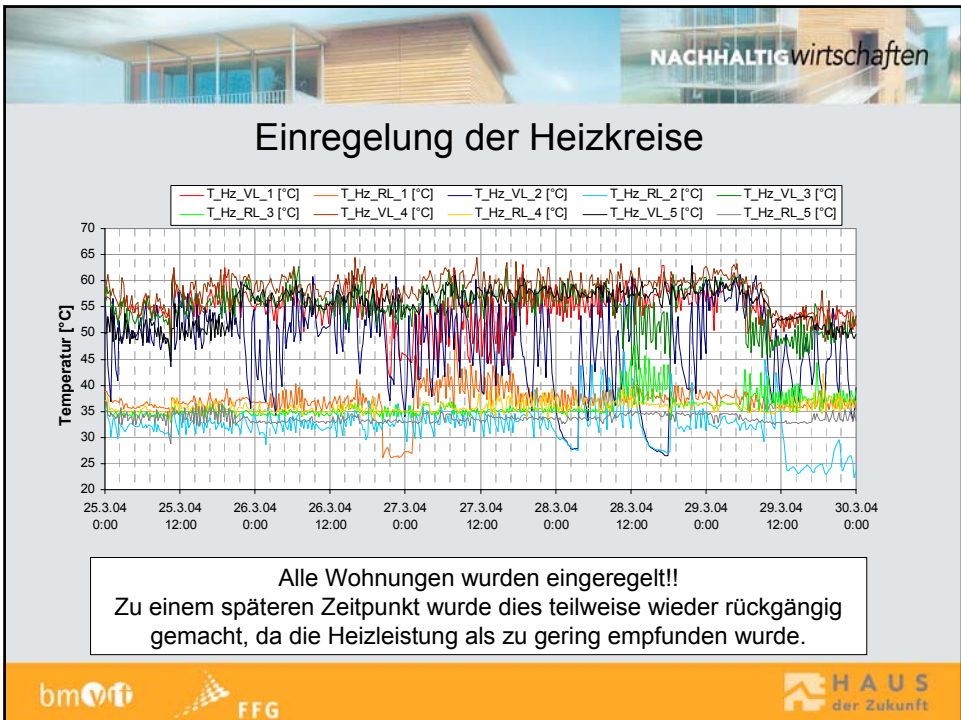 NACHHALTIGwirtschaften
Einregelung der Heizkreise
T_Hz_VL_1 [°C] T_Hz_RL_1 [°C] T_Hz_VL_2 [°C] T_Hz_RL_2 [°C] T_Hz_VL_3 [°C]
T_Hz_RL_3 [°C] T_Hz_VL_4 [°C] T_Hz_RL_4 [°C] T_Hz_VL_5 [°C] T_Hz_RL_5 [°C]
Temperatur [°C]
70
65
60
55
50
45
40
35
30
25
20
25.3.04 25.3.04 26.3.04 26.3.04 27.3.04 27.3.04 28.3.04 28.3.04 29.3.04 29.3.04 30.3.04
0:00 12:00 0:00 12:00 0:00 12:00 0:00 12:00 0:00 12:00 0:00
Alle Wohnungen wurden eingeregelt!!
Zu einem späteren Zeitpunkt wurde dies teilweise wieder rückgängig
gemacht, da die Heizleistung als zu gering empfunden wurde.
bmvit
FFG
HAUS
der Zukunft